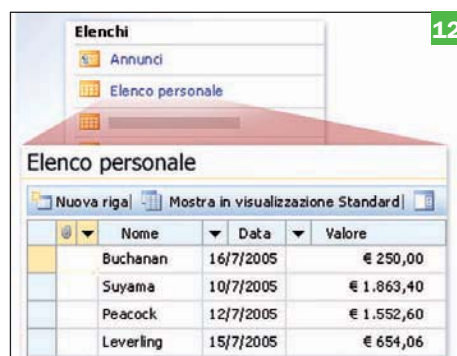 12
Elenchi
Annunci
Elenco personale
Elenco personale
Nuova riga| Mostra in visualizzazione Standard|
Nome Data Valore
Buchanan 16/7/2005 € 250,00
Suyama 10/7/2005 € 1.863,40
Peacock 12/7/2005 € 1.552,60
Leverling 15/7/2005 € 654,06